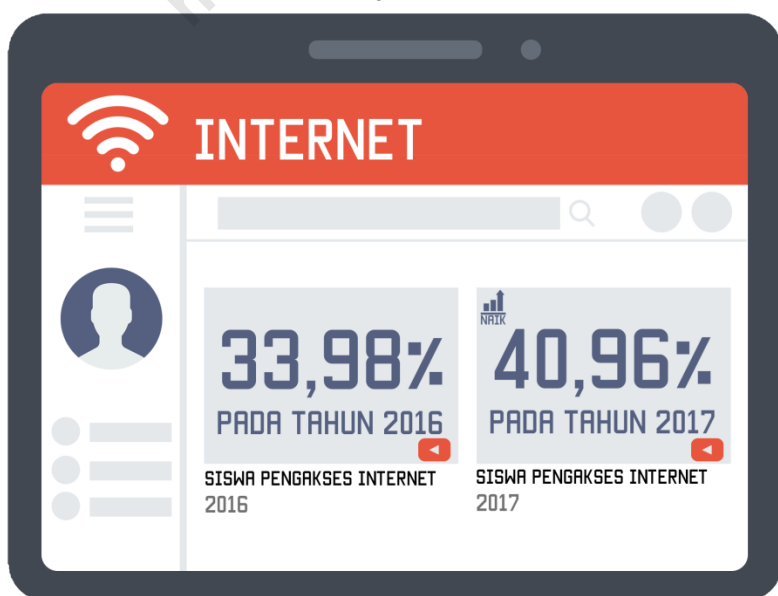 INTERNET
NAIK
33,98%
PADA TAHUN 2016
40,96%
PADA TAHUN 2017
SISWA PENGAKSES INTERNET
2016
SISWA PENGAKSES INTERNET
2017